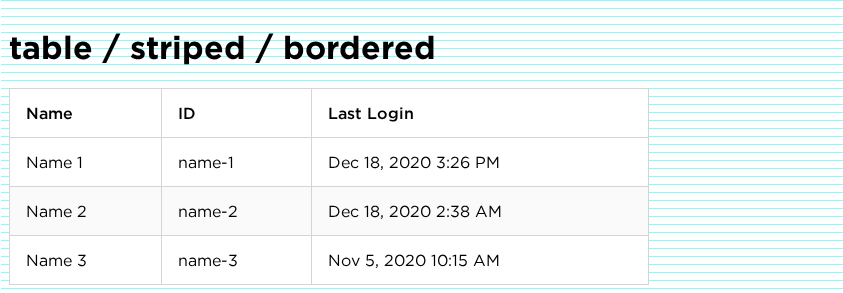 table / striped / bordered
Name ID Last Login
Name 1 name-1 Dec 18, 2020 3:26 PM
Name 2 name-2 Dec 18, 2020 2:38 AM
Name 3 name-3 Nov 5, 2020 10:15 AM